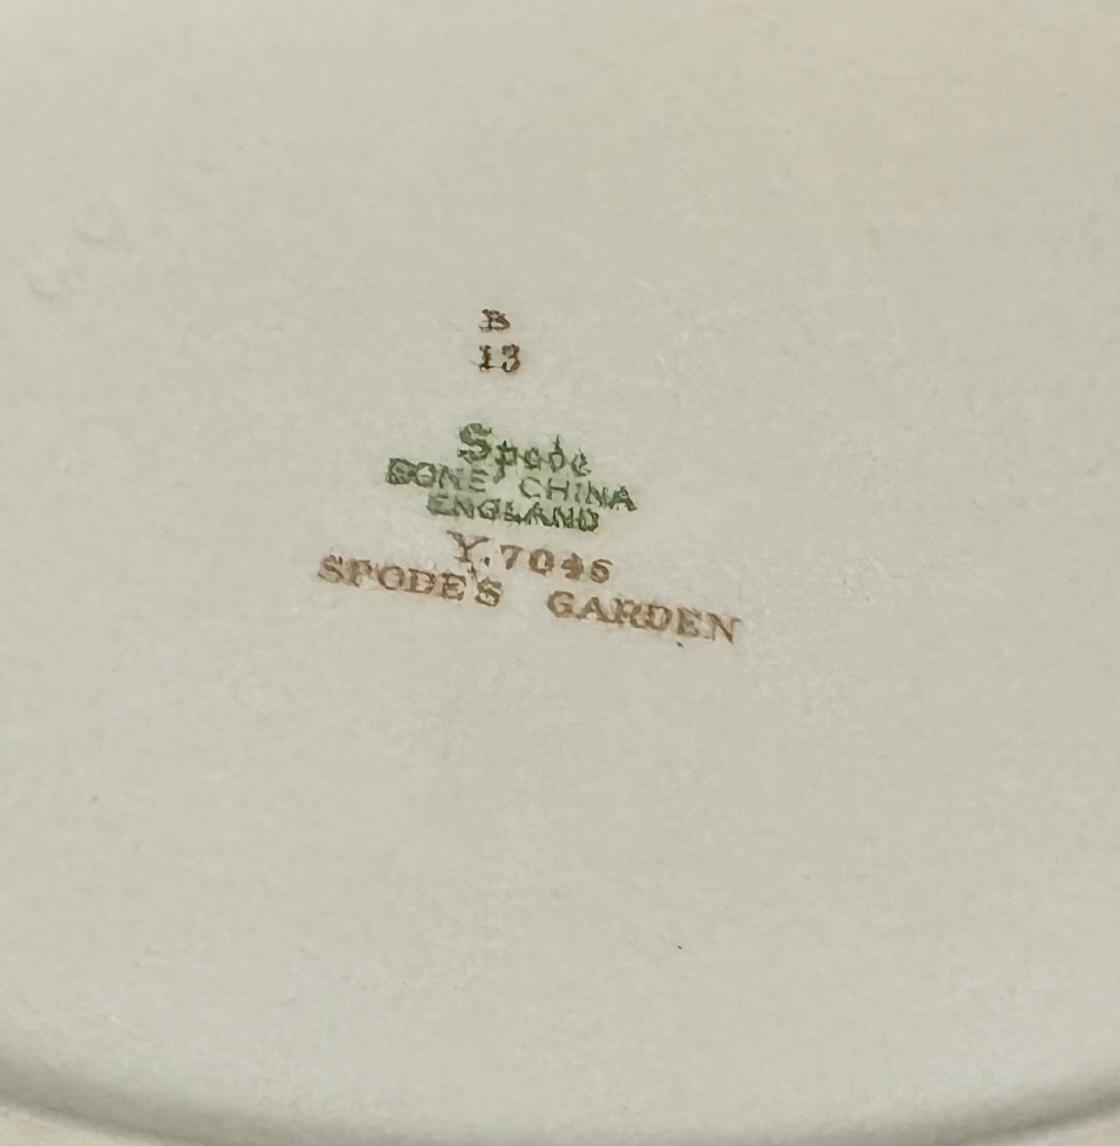 B
13
Spode
BONE CHINA
ENGLAND
Y.7046
SPODE'S GARDEN